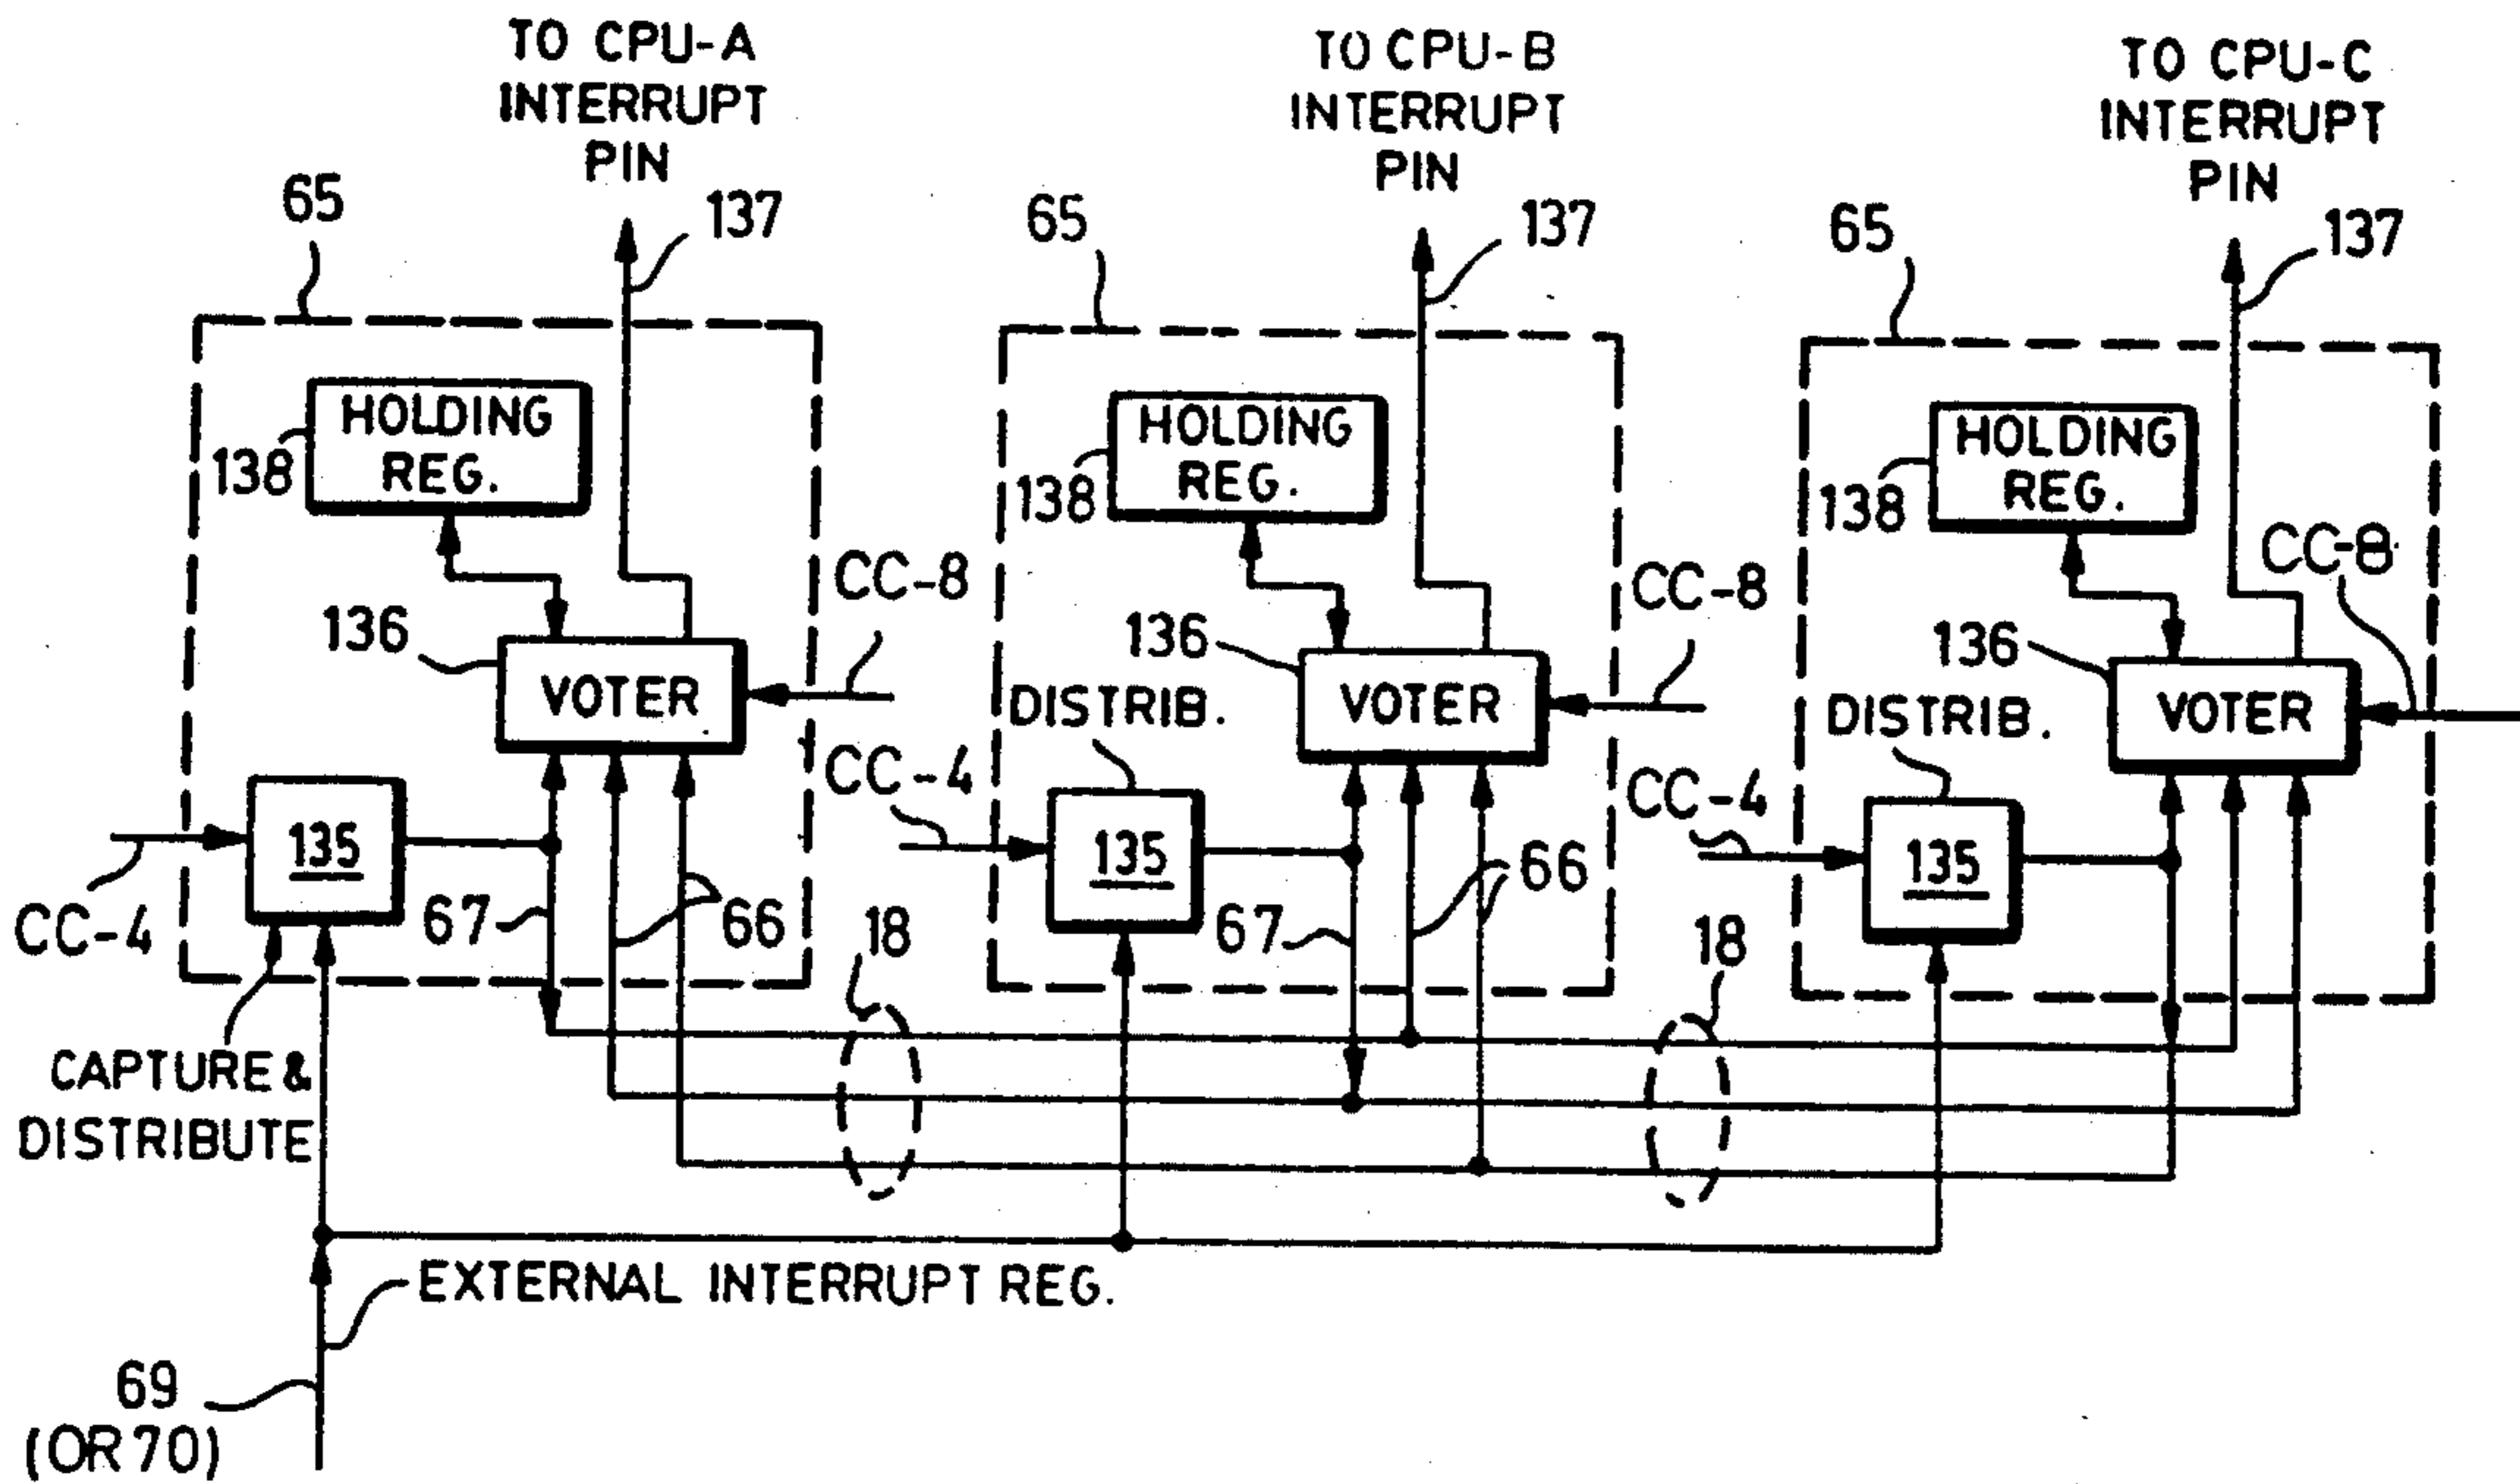 TO CPU-A
INTERRUPT
PIN
TO CPU-B
INTERRUPT
PIN
TO CPU-C
INTERRUPT
PIN
65
137
65
137
65
137
HOLDING
REG.
138
HOLDING
REG.
138
HOLDING
REG.
138
CC-8
CC-8
CC-8
136
VOTER
136
VOTER
136
VOTER
DISTRIB.
DISTRIB.
CC-4
CC-4
CC-4
135
135
135
67
66
18
67
66
18
CAPTURE &
DISTRIBUTE
EXTERNAL INTERRUPT REG.
69
(OR 70)